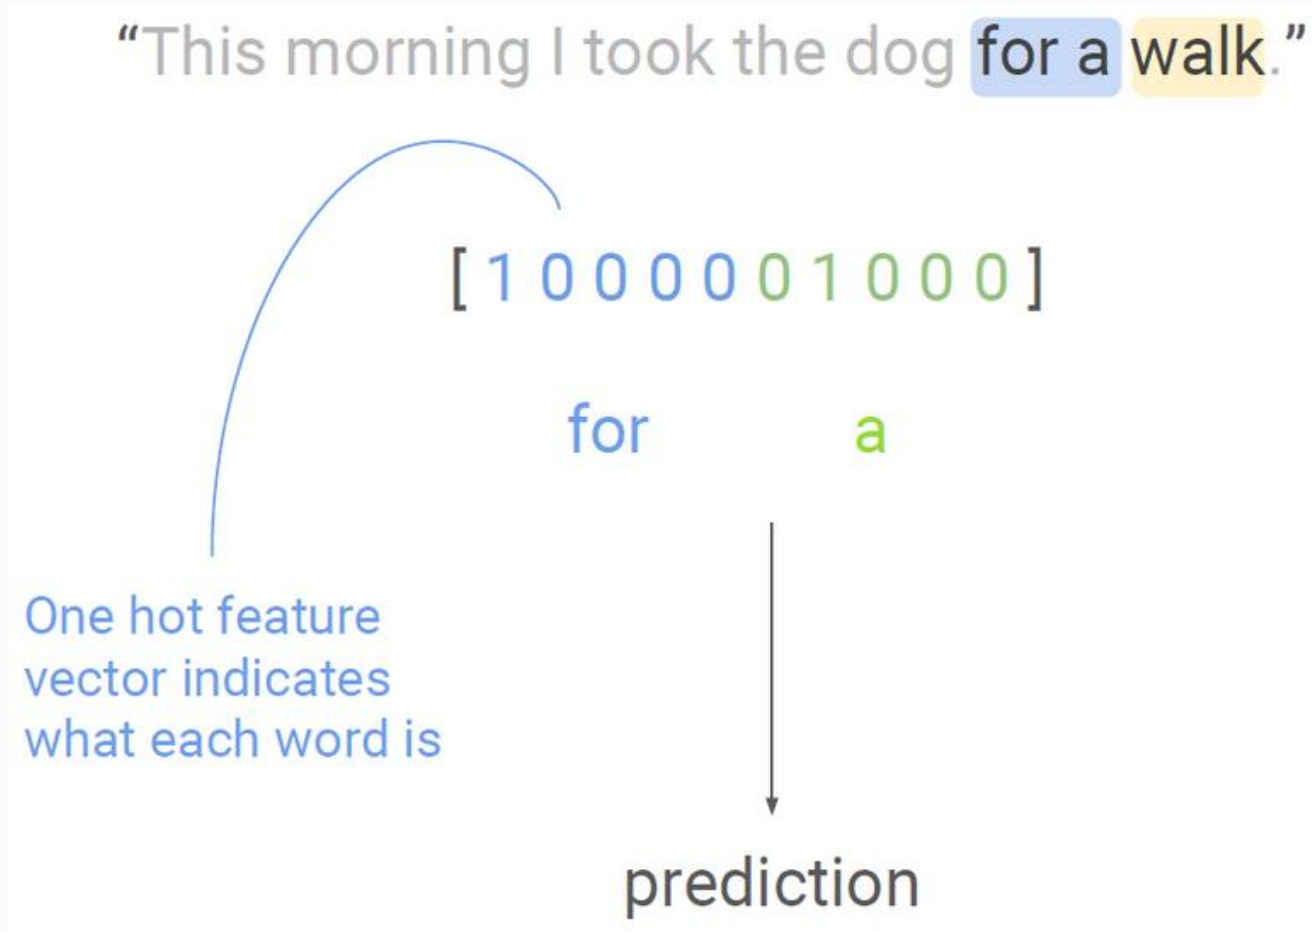 “This morning I took the dog for a walk.”
[ 1 0 0 0 0 0 1 0 0 0 ]
for a
One hot feature
vector indicates
what each word is
prediction